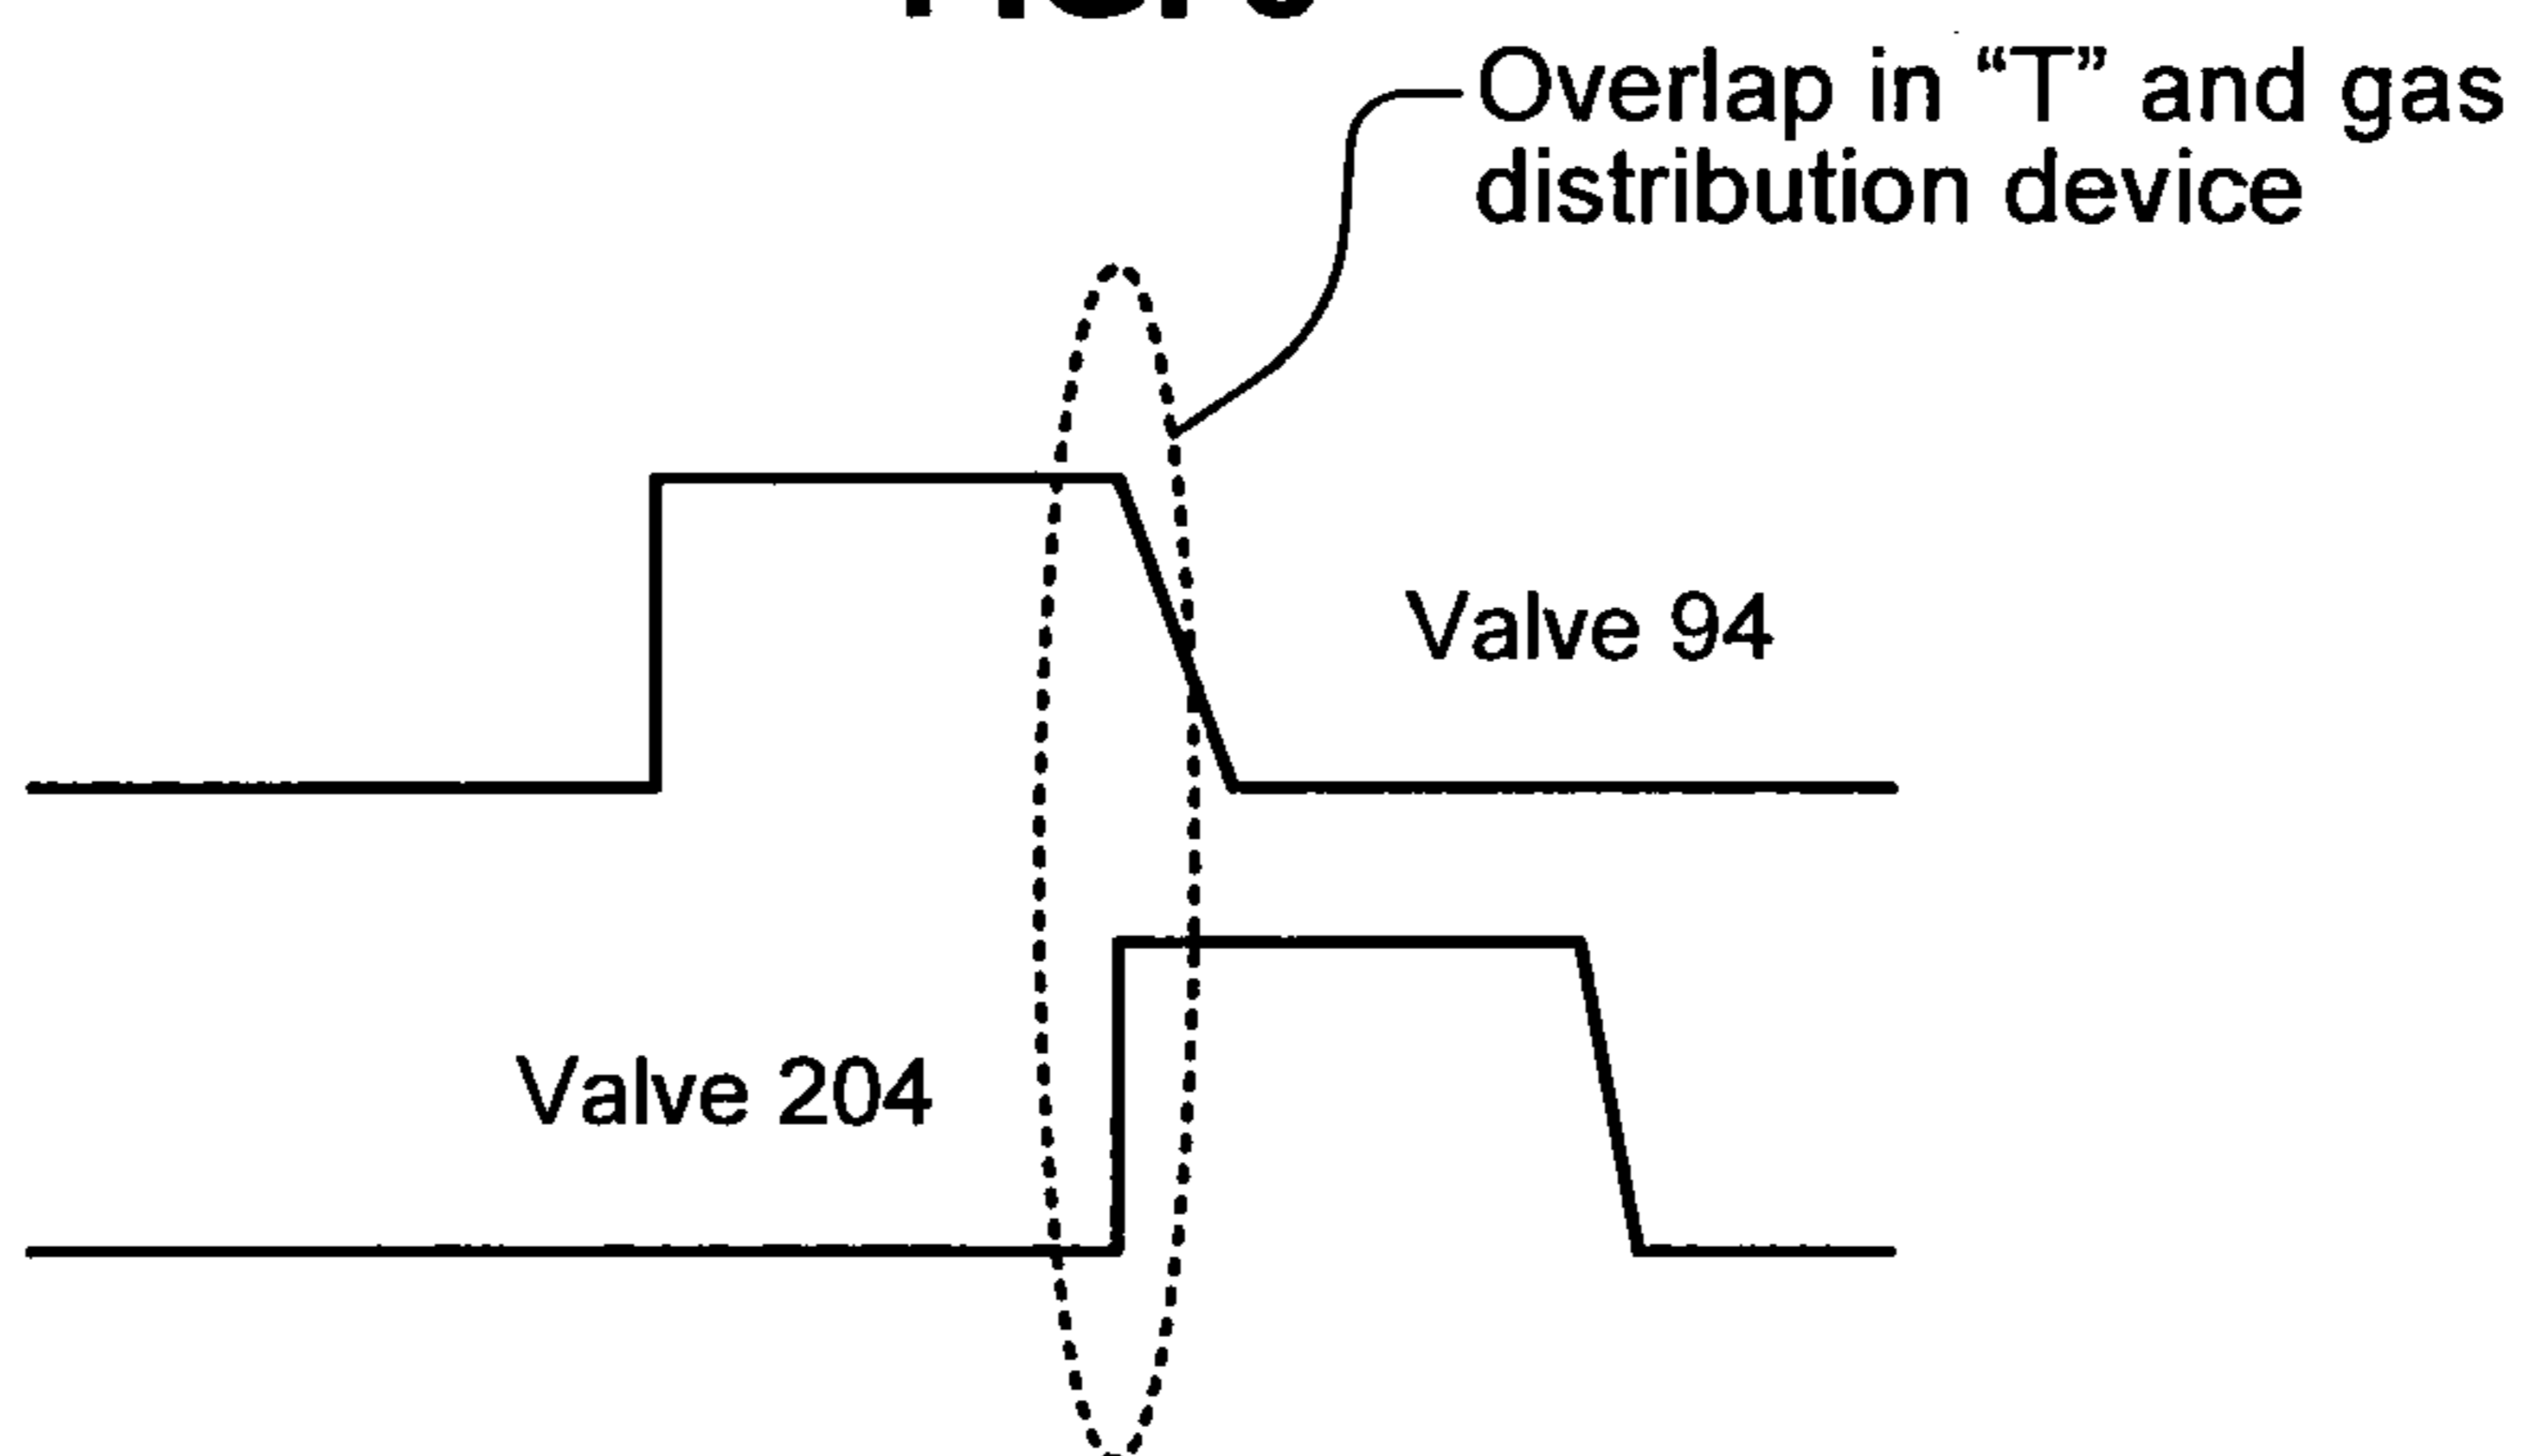 Overlap in “T” and gas
distribution device
Valve 94
Valve 204